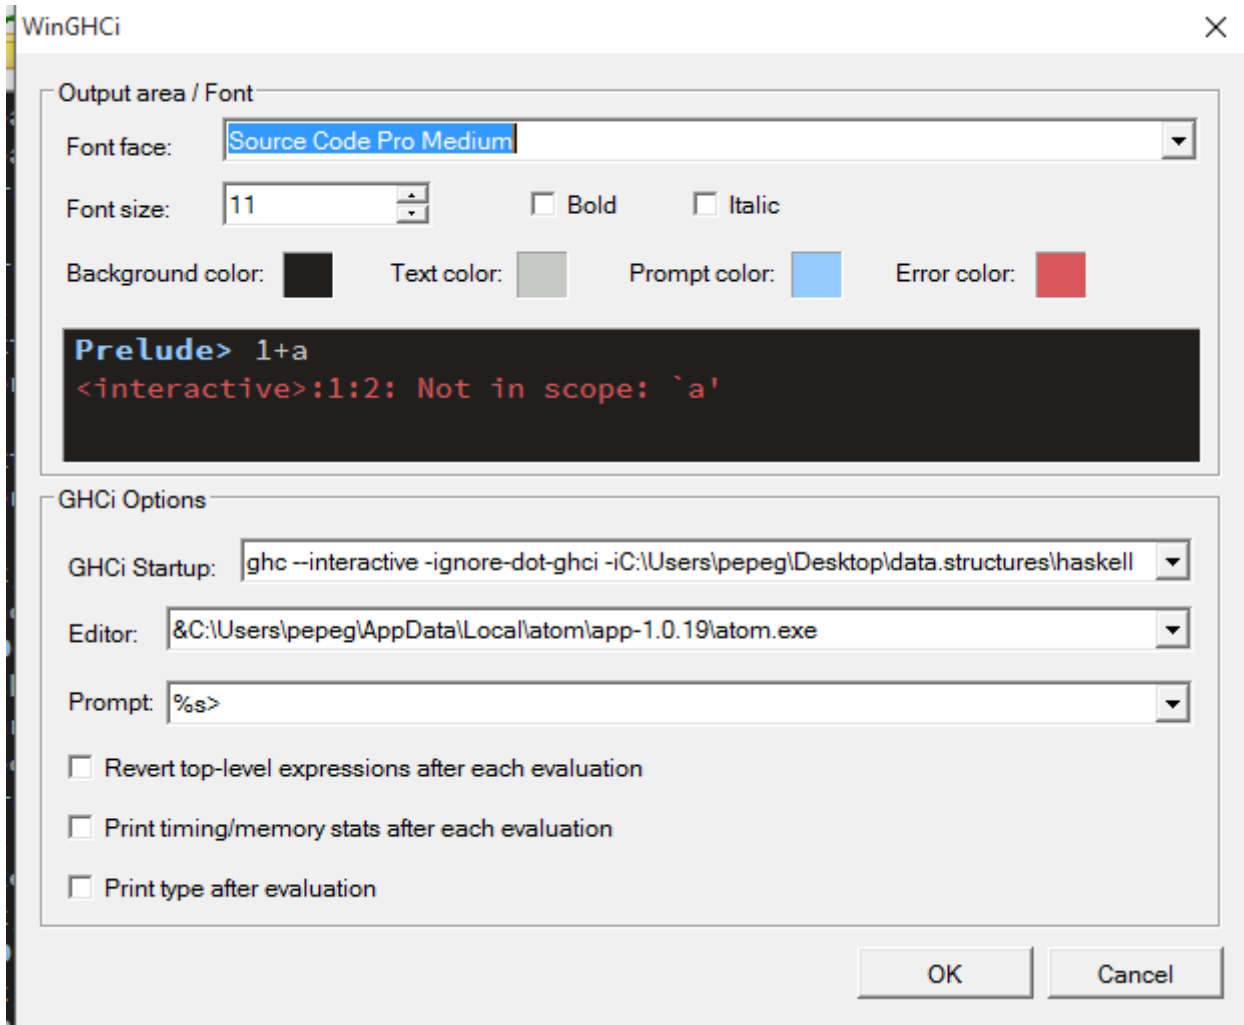 WinGHCi
Output area / Font
Font face: Source Code Pro Medium
Font size: 11 Bold Italic
Background color: Text color: Prompt color: Error color:
Prelude> 1+a
<interactive>:1:2: Not in scope: `a'
GHCi Options
GHCi Startup: ghc --interactive -ignore-dot-ghci -iC:\Users\pepeg\Desktop\data.structures\haskell
Editor: &C:\Users\pepeg\AppData\Local\atom\app-1.0.19\atom.exe
Prompt: %s>
Revert top-level expressions after each evaluation
Print timing/memory stats after each evaluation
Print type after evaluation
OK Cancel